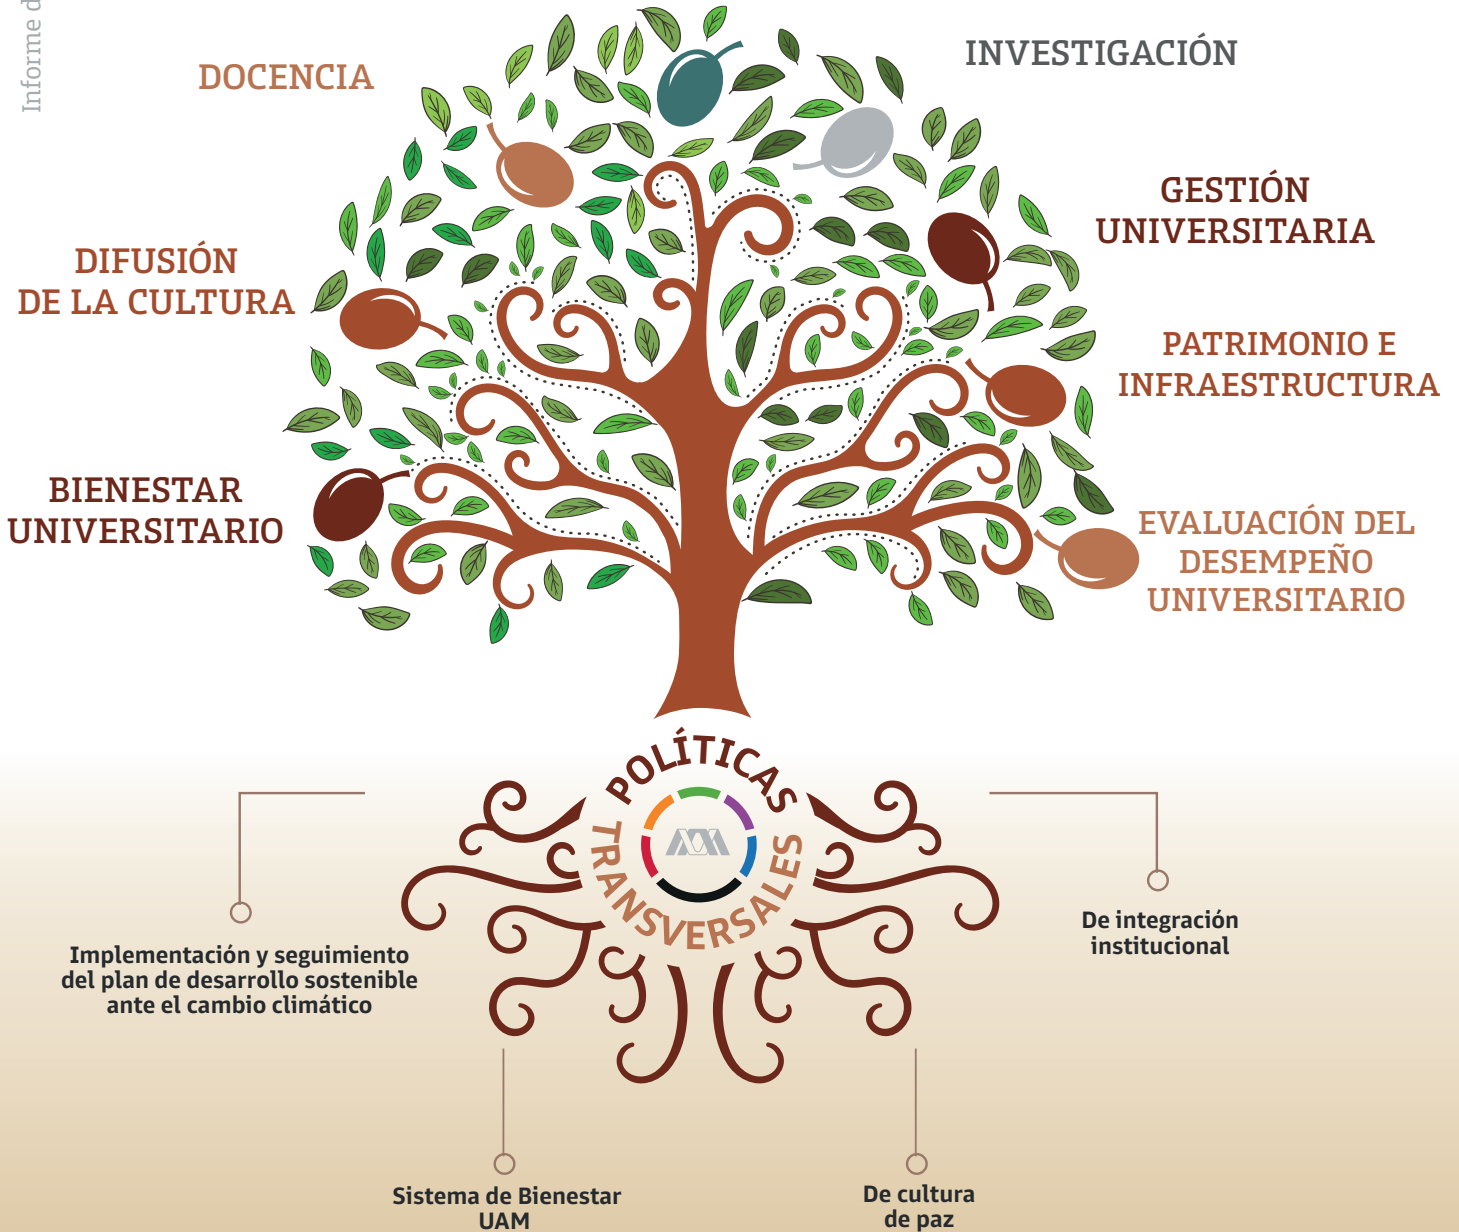 Informe d
DOCENCIA
INVESTIGACIÓN
GESTIÓN
UNIVERSITARIA
DIFUSIÓN
DE LA CULTURA
PATRIMONIO E
INFRAESTRUCTURA
BIENESTAR
UNIVERSITARIO
EVALUACIÓN DEL
DESEMPEÑO
UNIVERSITARIO
POLÍTICAS
TRANSVERSALES
De integración
institucional
Implementación y seguimiento
del plan de desarrollo sostenible
ante el cambio climático
Sistema de Bienestar
UAM
De cultura
de paz